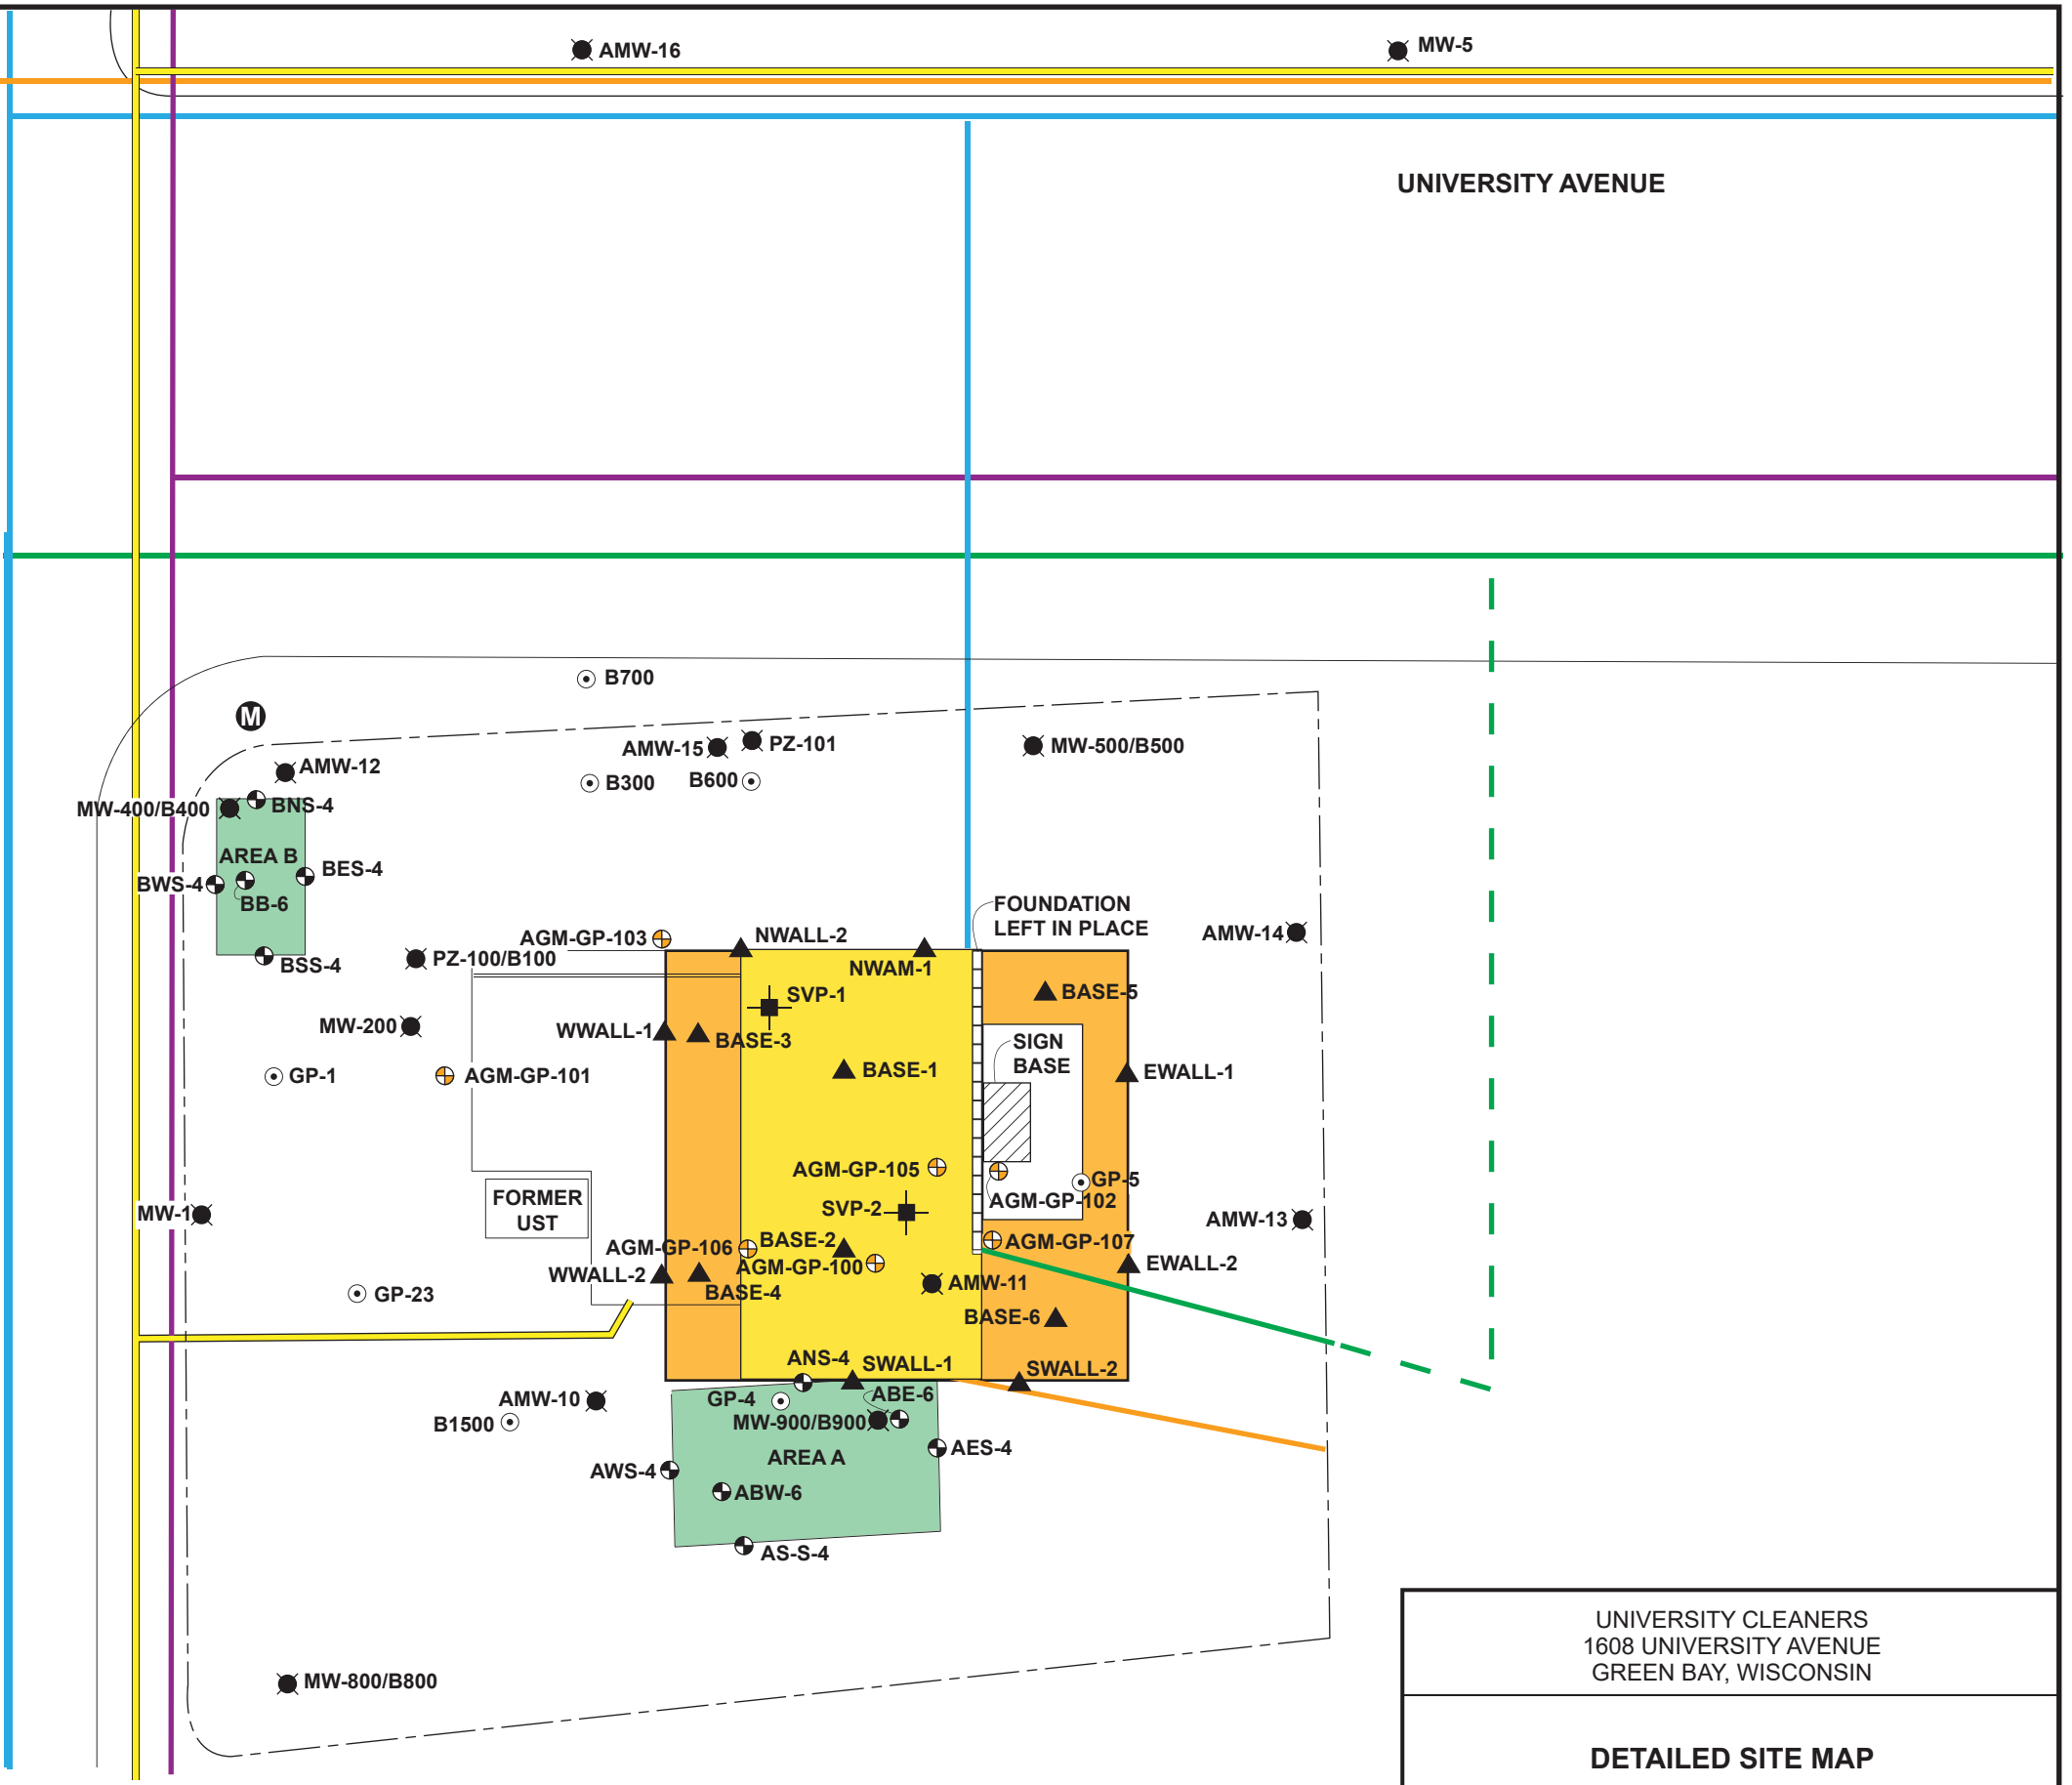 AMW-16
MW-5
UNIVERSITY AVENUE
B700
M
AMW-15
PZ-101
MW-500/B500
AMW-12
B300
B600
MW-400/B400
BNS-4
AREA B
BES-4
BWS-4
BB-6
FOUNDATION
LEFT IN PLACE
AMW-14
AGM-GP-103
NWALL-2
PZ-100/B100
BSS-4
NWAM-1
SVP-1
BASE-5
MW-200
WWALL-1
BASE-3
SIGN
BASE
GP-1
AGM-GP-101
BASE-1
EWALL-1
AGM-GP-105
GP-5
FORMER
UST
AGM-GP-102
SVP-2
MW-1
AMW-13
AGM-GP-106
BASE-2
AGM-GP-107
AGM-GP-100
EWALL-2
WWALL-2
BASE-4
AMW-11
GP-23
BASE-6
ANS-4
SWALL-1
SWALL-2
AMW-10
GP-4
ABE-6
B1500
MW-900/B900
AES-4
AREA A
AWS-4
ABW-6
AS-S-4
MW-800/B800
UNIVERSITY CLEANERS
1608 UNIVERSITY AVENUE
GREEN BAY, WISCONSIN
DETAILED SITE MAP